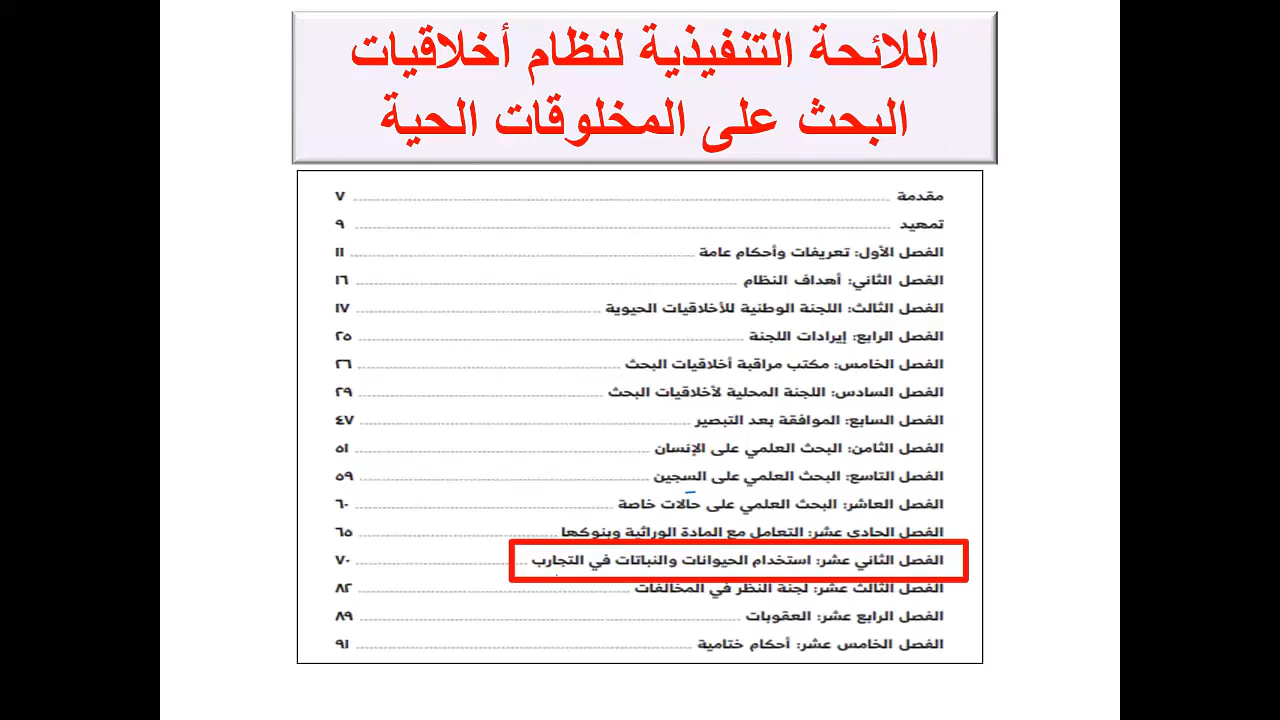 اللائحة التنفيذية لنظام أخلاقيات
البحث على المخلوقات الحية
مقدمة ٧
تمهيد ٩
الفصل الأول: تعريفات وأحكام عامة ١١
الفصل الثاني: أهداف النظام ١٦
الفصل الثالث: اللجنة الوطنية للأخلاقيات الحيوية ١٧
الفصل الرابع: إيرادات اللجنة ٢٥
الفصل الخامس: مكتب مراقبة أخلاقيات البحث ٢٦
الفصل السادس: اللجنة المحلية لأخلاقيات البحث ٢٩
الفصل السابع: الموافقة بعد التبصير ٤٧
الفصل الثامن: البحث العلمي على الإنسان ٥١
الفصل التاسع: البحث العلمي على السجين ٥٩
الفصل العاشر: البحث العلمي على حالات خاصة ٦٠
الفصل الحادي عشر: التعامل مع المادة الوراثية وبنوكها ٦٥
الفصل الثاني عشر: استخدام الحيوانات والنباتات في التجارب ٧٠
الفصل الثالث عشر: لجنة النظر في المخالفات ٨٢
الفصل الرابع عشر: العقوبات ٨٩
الفصل الخامس عشر: أحكام ختامية ٩١